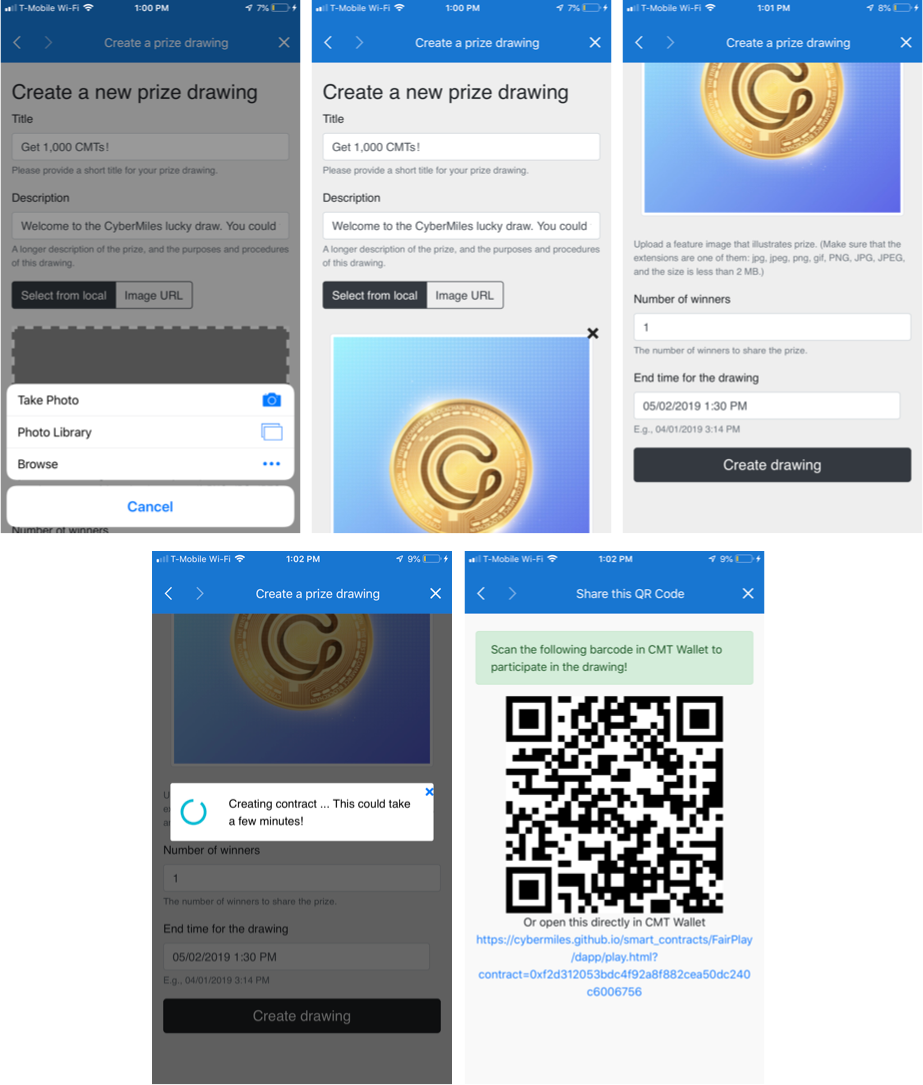 T-Mobile Wi-Fi 1:00 PM 7%
Create a prize drawing
Create a new prize drawing
Title
Get 1,000 CMTs!
Please provide a short title for your prize drawing.
Description
Welcome to the CyberMiles lucky draw. You could
A longer description of the prize, and the purposes and procedures
of this drawing.
Select from local Image URL
Take Photo
Photo Library
Browse
Cancel
Number of winners
T-Mobile Wi-Fi 1:00 PM 7%
Create a prize drawing
Create a new prize drawing
Title
Get 1,000 CMTs!
Please provide a short title for your prize drawing.
Description
Welcome to the CyberMiles lucky draw. You could
A longer description of the prize, and the purposes and procedures
of this drawing.
Select from local Image URL
T-Mobile Wi-Fi 1:01 PM 8%
Create a prize drawing
Upload a feature image that illustrates prize. (Make sure that the
extensions are one of them: jpg, jpeg, png, gif, PNG, JPG, JPEG,
and the size is less than 2 MB.)
Number of winners
1
The number of winners to share the prize.
End time for the drawing
05/02/2019 1:30 PM
E.g., 04/01/2019 3:14 PM
Create drawing
T-Mobile Wi-Fi 1:02 PM 9%
Create a prize drawing
Creating contract ... This could take
a few minutes!
Number of winners
1
The number of winners to share the prize.
End time for the drawing
05/02/2019 1:30 PM
E.g., 04/01/2019 3:14 PM
Create drawing
T-Mobile Wi-Fi 1:02 PM 9%
Share this QR Code
Scan the following barcode in CMT Wallet to
participate in the drawing!
Or open this directly in CMT Wallet
https://cybermiles.github.io/smart_contracts/FairPlay
/dapp/play.html?
contract=0xf2d312053bdc4f92a8f882cea50dc240
c6006756